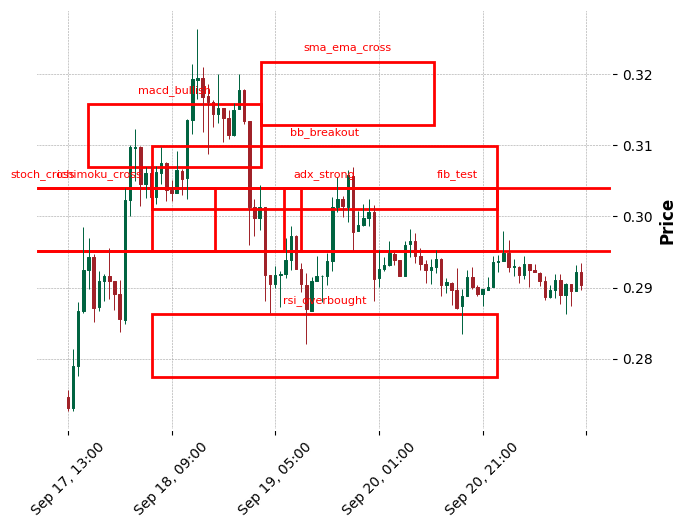 sma_ema_cross
0.32
macd_bullish
bb_breakout
0.31
stoch_cross
ichimoku_cross
adx_strong
fib_test
0.30
Price
0.29
rsi_overbought
0.28
Sep 17, 13:00
Sep 18, 09:00
Sep 19, 05:00
Sep 20, 01:00
Sep 20, 21:00